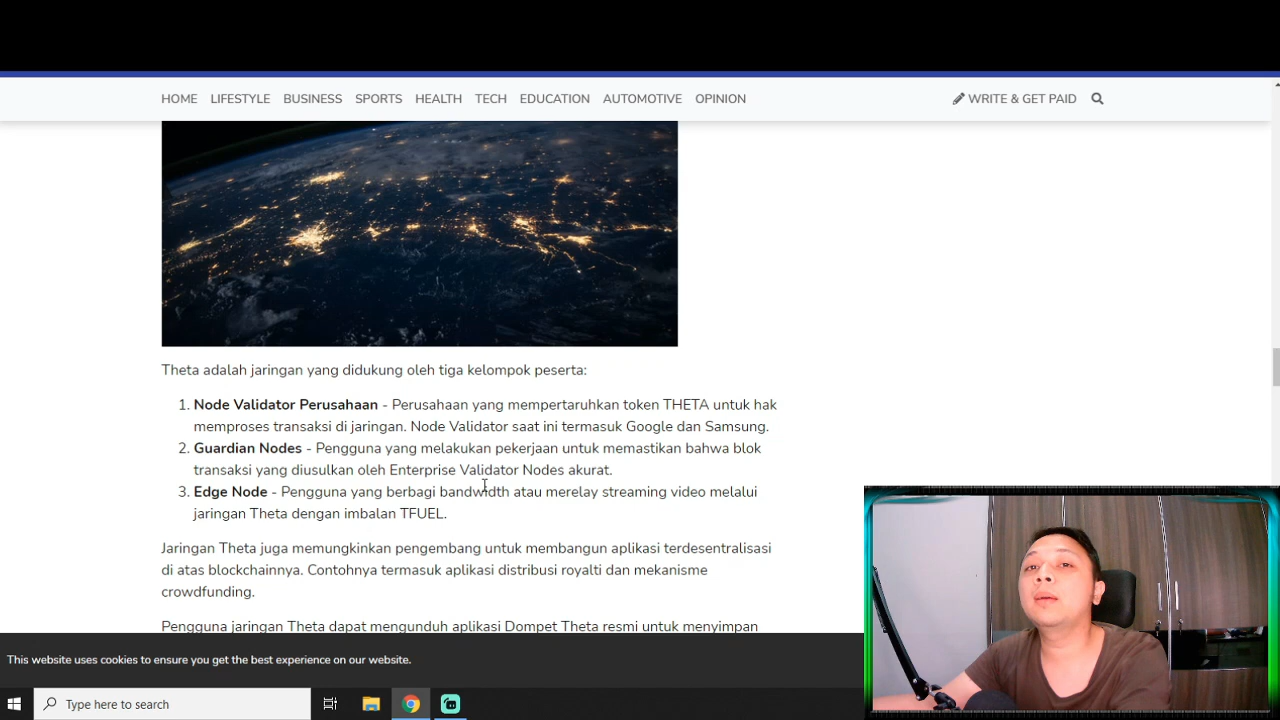 HOME LIFESTYLE BUSINESS SPORTS HEALTH TECH EDUCATION AUTOMOTIVE OPINION WRITE & GET PAID
Theta adalah jaringan yang didukung oleh tiga kelompok peserta:
1. Node Validator Perusahaan - Perusahaan yang mempertaruhkan token THETA untuk hak
memproses transaksi di jaringan. Node Validator saat ini termasuk Google dan Samsung.
2. Guardian Nodes - Pengguna yang melakukan pekerjaan untuk memastikan bahwa blok
transaksi yang diusulkan oleh Enterprise Validator Nodes akurat.
3. Edge Node - Pengguna yang berbagi bandwidth atau merelay streaming video melalui
jaringan Theta dengan imbalan TFUEL.
Jaringan Theta juga memungkinkan pengembang untuk membangun aplikasi terdesentralisasi
di atas blockchainnya. Contohnya termasuk aplikasi distribusi royalti dan mekanisme
crowdfunding.
Pengguna jaringan Theta dapat mengunduh aplikasi Dompet Theta resmi untuk menyimpan
This website uses cookies to ensure you get the best experience on our website.
Type here to search